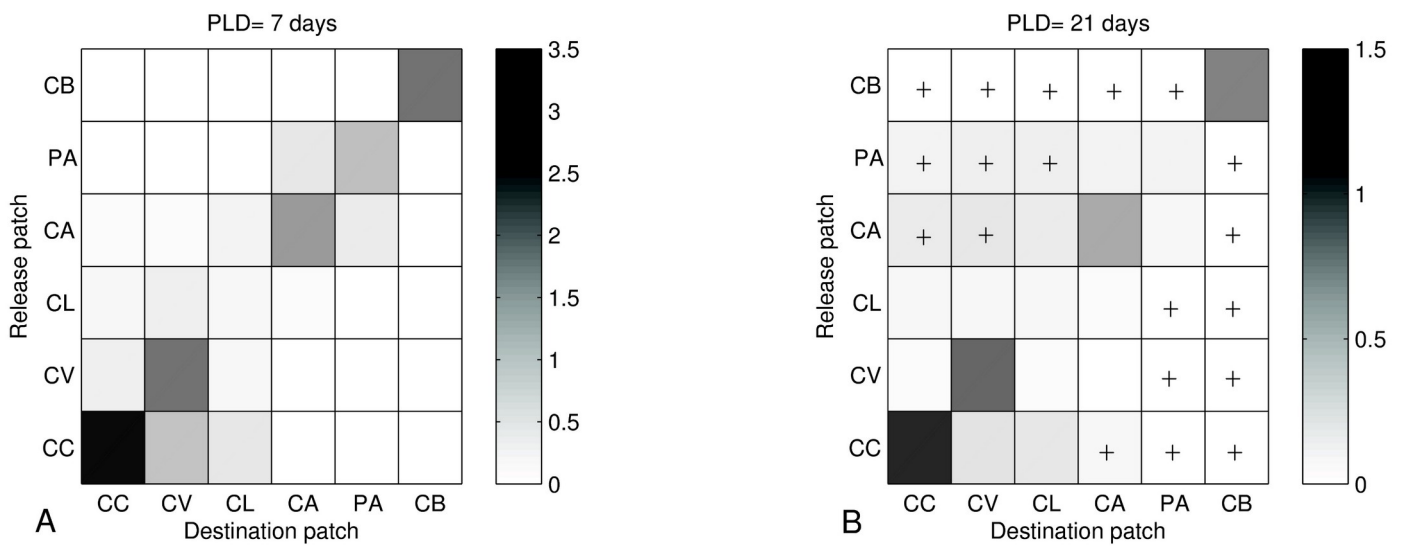 PLD= 7 days
CB
PA
CA
CL
CV
CC
Release patch
CC CV CL CA PA CB
Destination patch
3.5
3
2.5
2
1.5
1
0.5
0
A
PLD= 21 days
CB + + + + +
PA + + + +
CA + + +
CL + +
CV + +
CC + + +
Release patch
CC CV CL CA PA CB
Destination patch
1.5
1
0.5
0
B